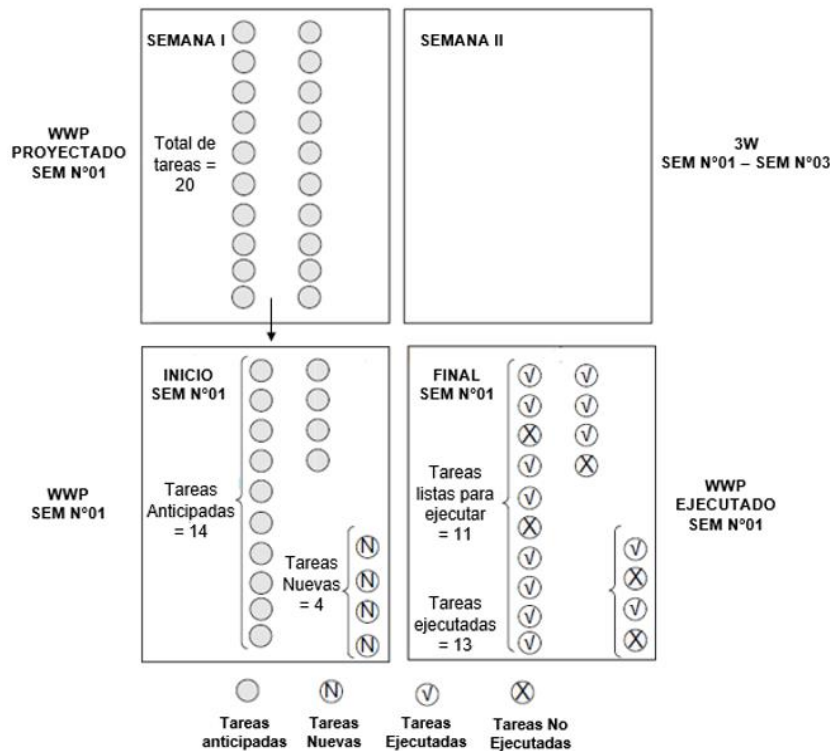 SEMANA I
SEMANA II
WWP
PROYECTADO
SEM N°01
Total de
tareas =
20
3W
SEM N°01 – SEM N°03
INICIO
SEM N°01
FINAL
SEM N°01
WWP
SEM N°01
Tareas
Anticipadas
= 14
Tareas
Nuevas
= 4
N
N
N
N
Tareas
listas para
ejecutar
= 11
Tareas
ejecutadas
= 13
√ √
√ √
X √
√ X
√
X
√
√
√
√
√
X
√
X
WWP
EJECUTADO
SEM N°01
N √ X
Tareas
anticipadas
Tareas
Nuevas
Tareas
Ejecutadas
Tareas No
Ejecutadas